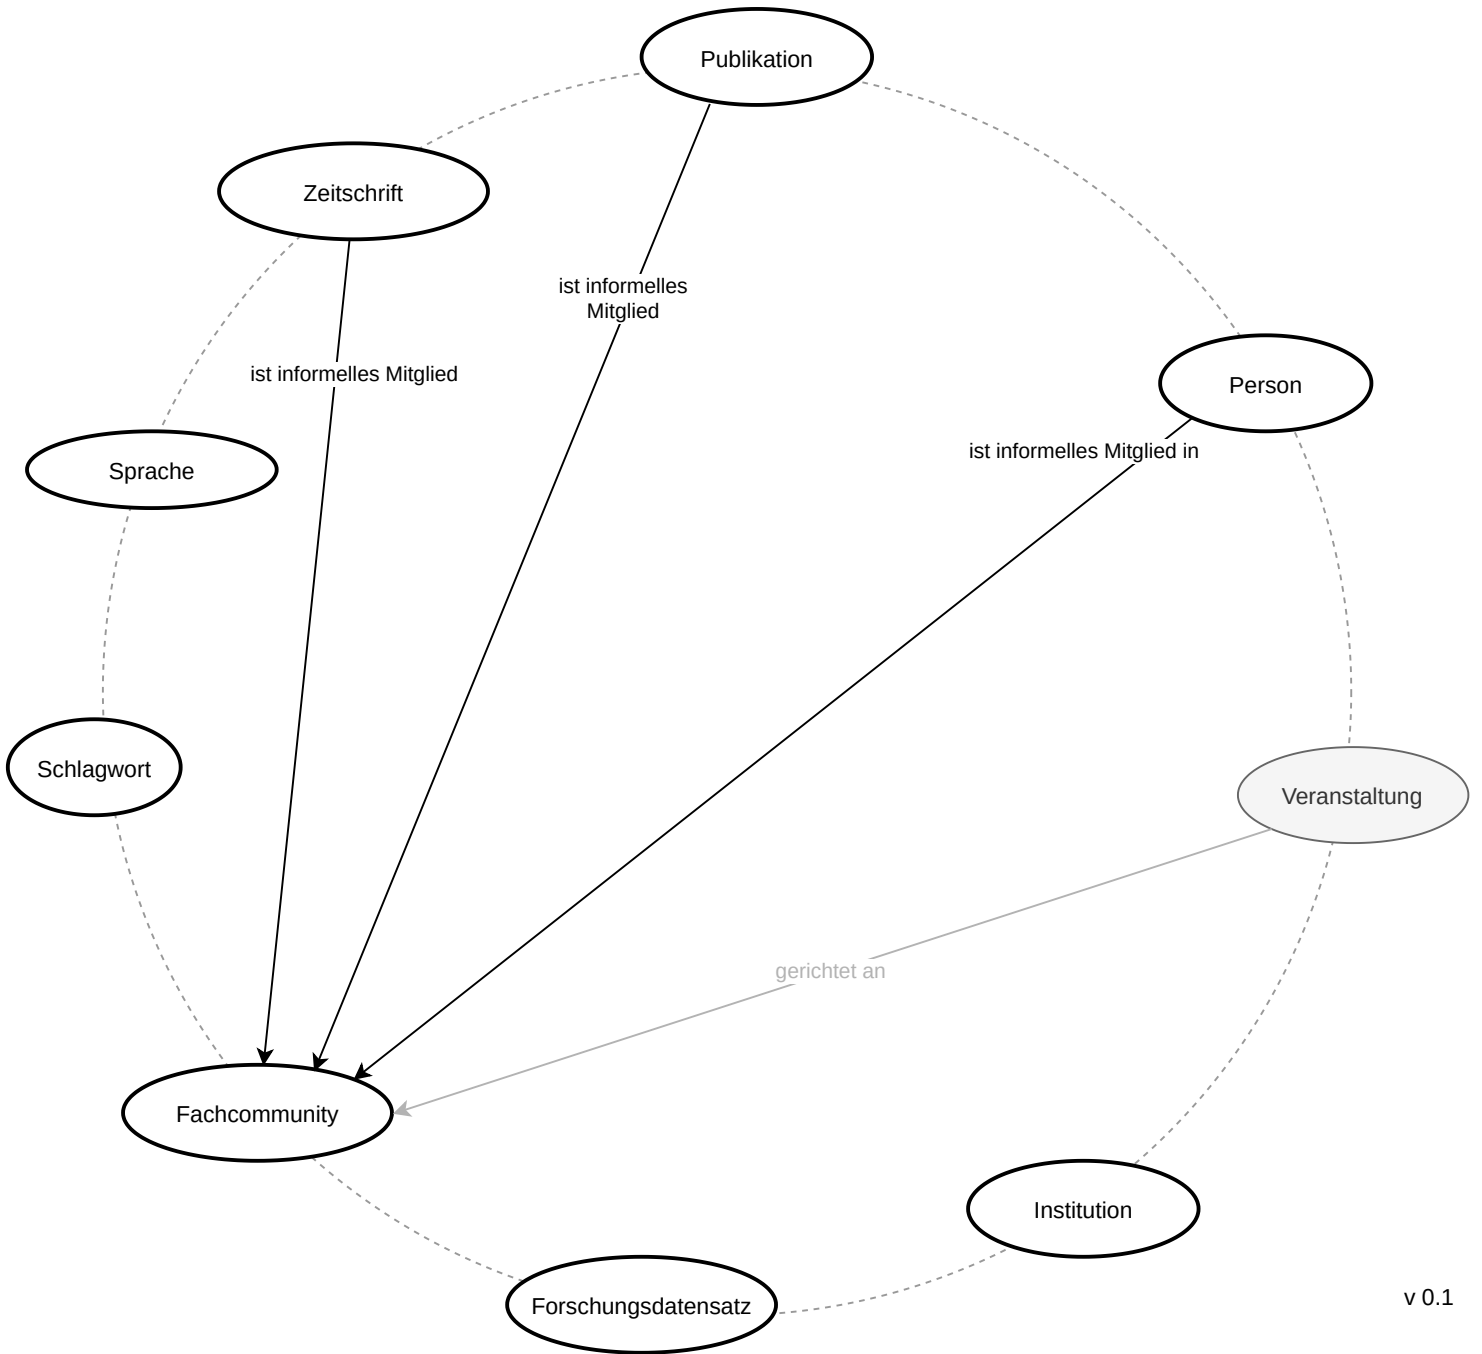 Publikation
Zeitschrift
ist informelles
Mitglied
ist informelles Mitglied
Person
ist informelles Mitglied in
Sprache
Schlagwort
Veranstaltung
gerichtet an
Fachcommunity
Institution
Forschungsdatensatz
v 0.1